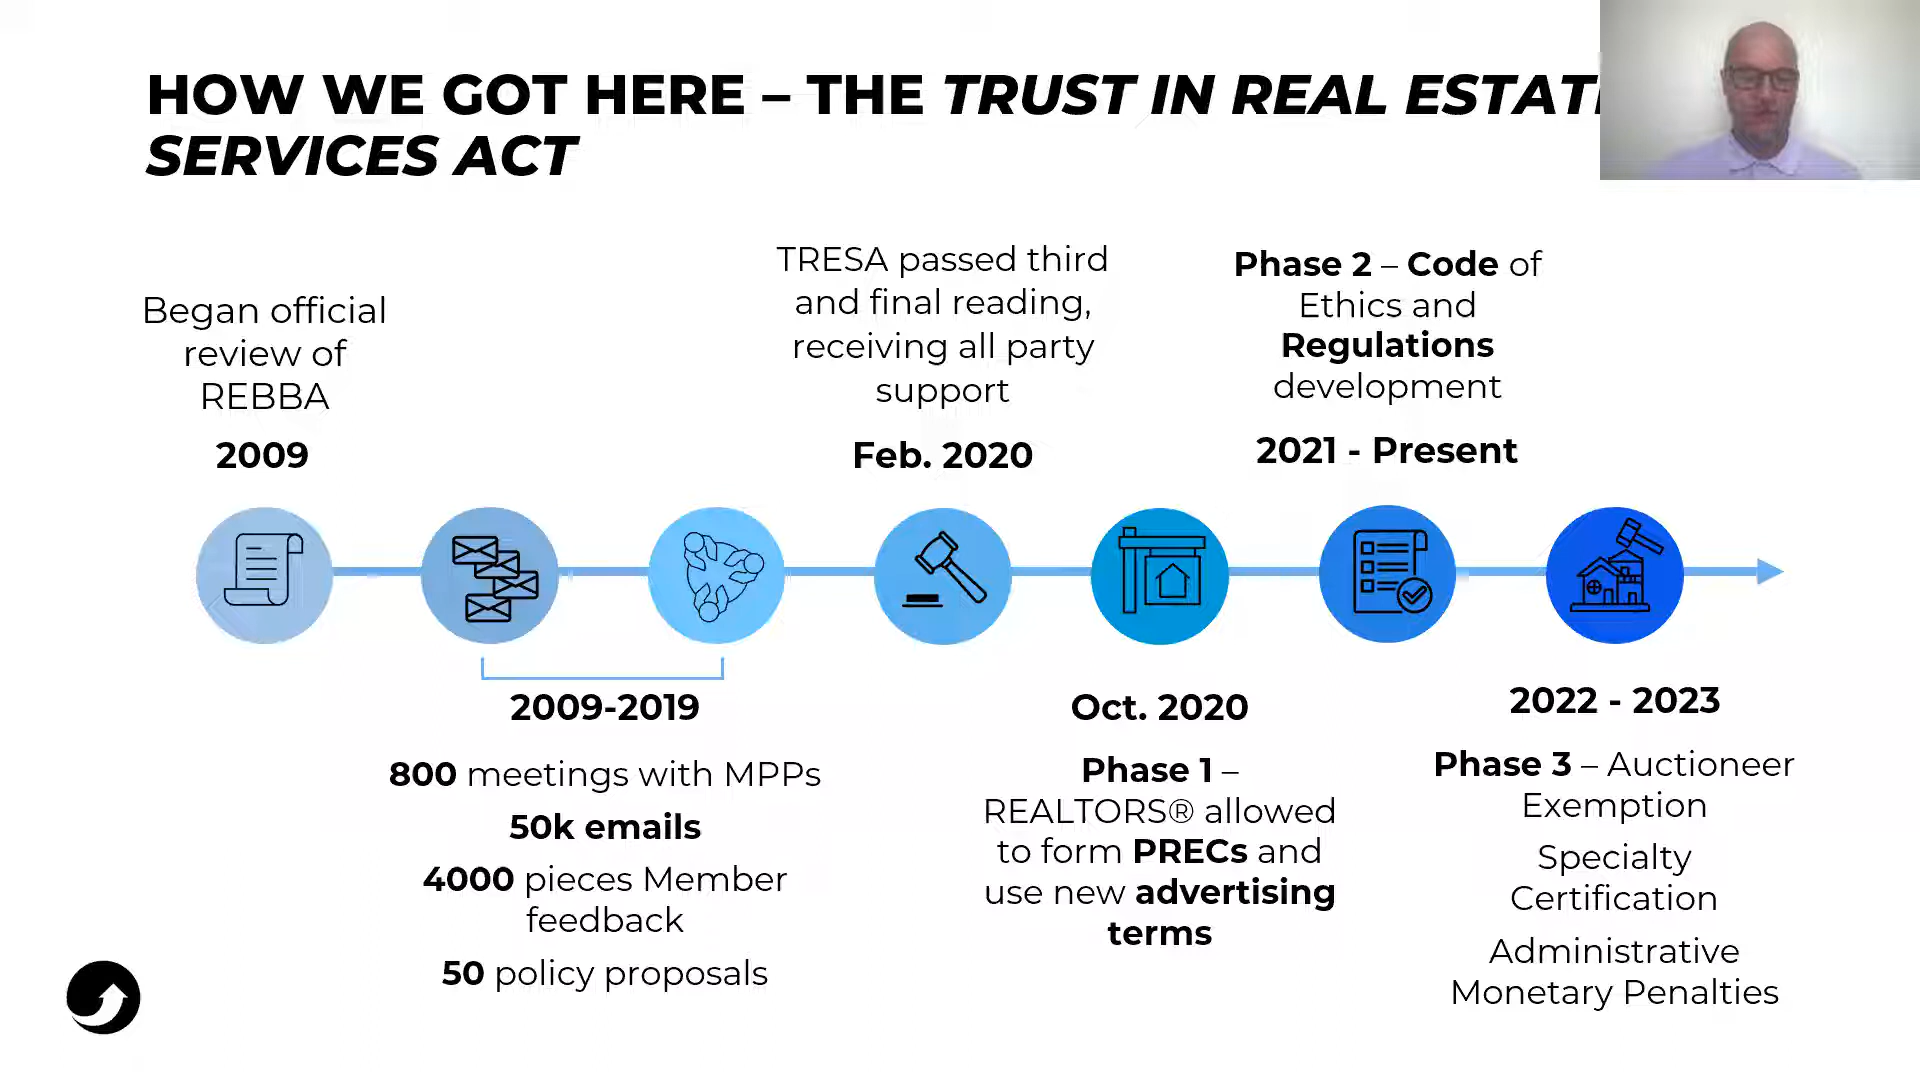 HOW WE GOT HERE – THE TRUST IN REAL ESTAT
SERVICES ACT
Began official
review of
REBBA
2009
TRESA passed third
and final reading,
receiving all party
support
Feb. 2020
Phase 2 – Code of
Ethics and
Regulations
development
2021 - Present
2009-2019
800 meetings with MPPs
50k emails
4000 pieces Member
feedback
50 policy proposals
Oct. 2020
Phase 1 –
REALTORS® allowed
to form PRECs and
use new advertising
terms
2022 - 2023
Phase 3 – Auctioneer
Exemption
Specialty
Certification
Administrative
Monetary Penalties